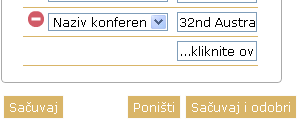 Naziv konferen 32nd Austra
...kliknite ov
Sačuvaj Poništi Sačuvaj i odobri